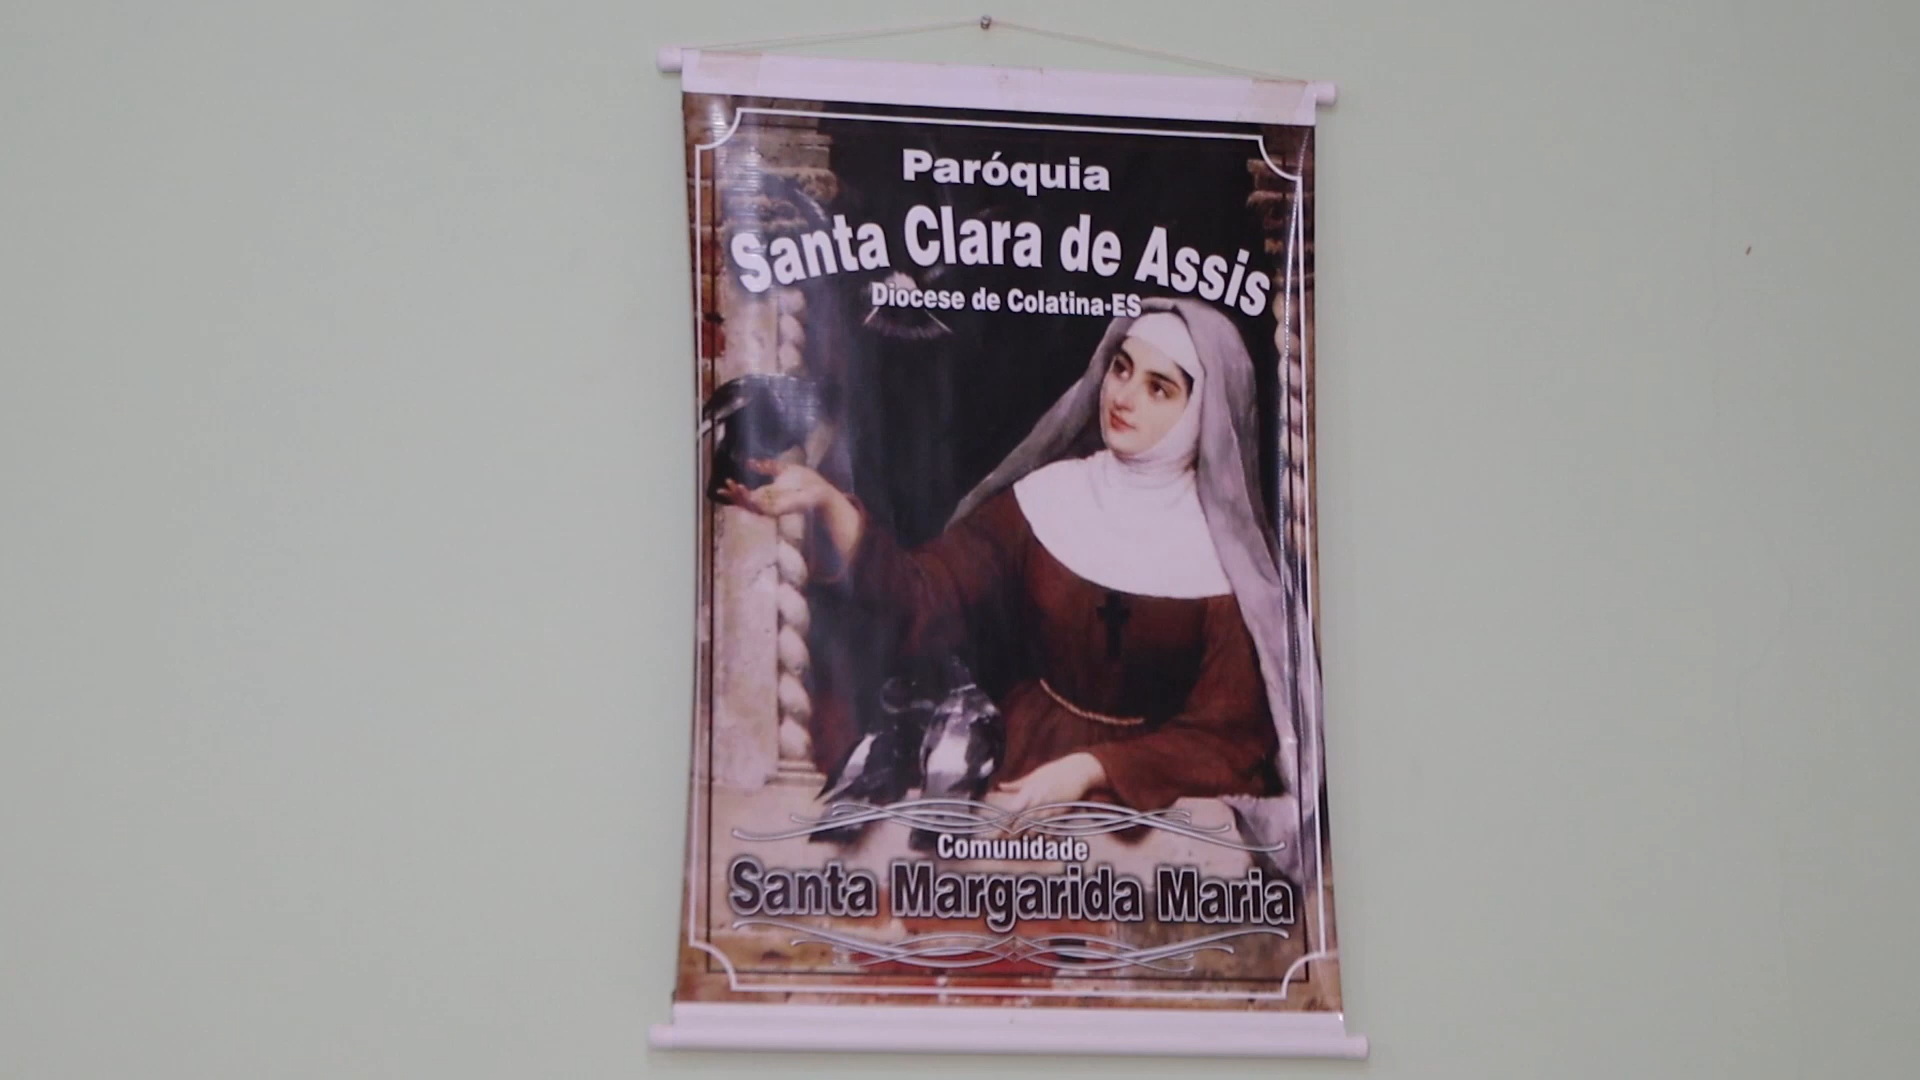 Paróquia
Santa Clara de Assis
Diocese de Colatina-ES
Comunidade
Santa Margarida Maria